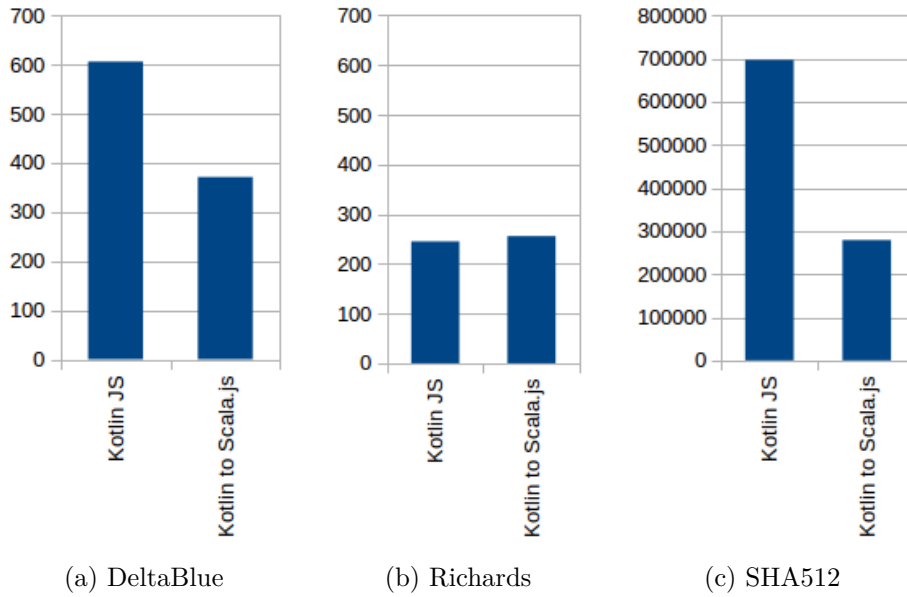 700
600
500
400
300
200
100
0
Kotlin JS
Kotlin to Scala.js
(a) DeltaBlue
700
600
500
400
300
200
100
0
Kotlin JS
Kotlin to Scala.js
(b) Richards
800000
700000
600000
500000
400000
300000
200000
100000
0
Kotlin JS
Kotlin to Scala.js
(c) SHA512